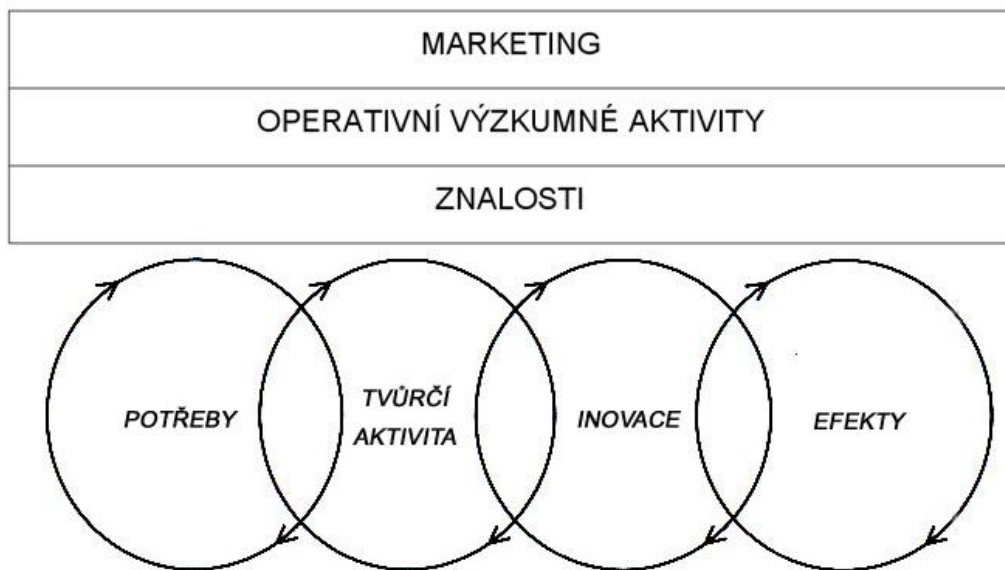 MARKETING
OPERATIVNÍ VÝZKUMNÉ AKTIVITY
ZNALOSTI
POTŘEBY
TVŮRČÍ
AKTIVITA
INOVACE
EFEKTY